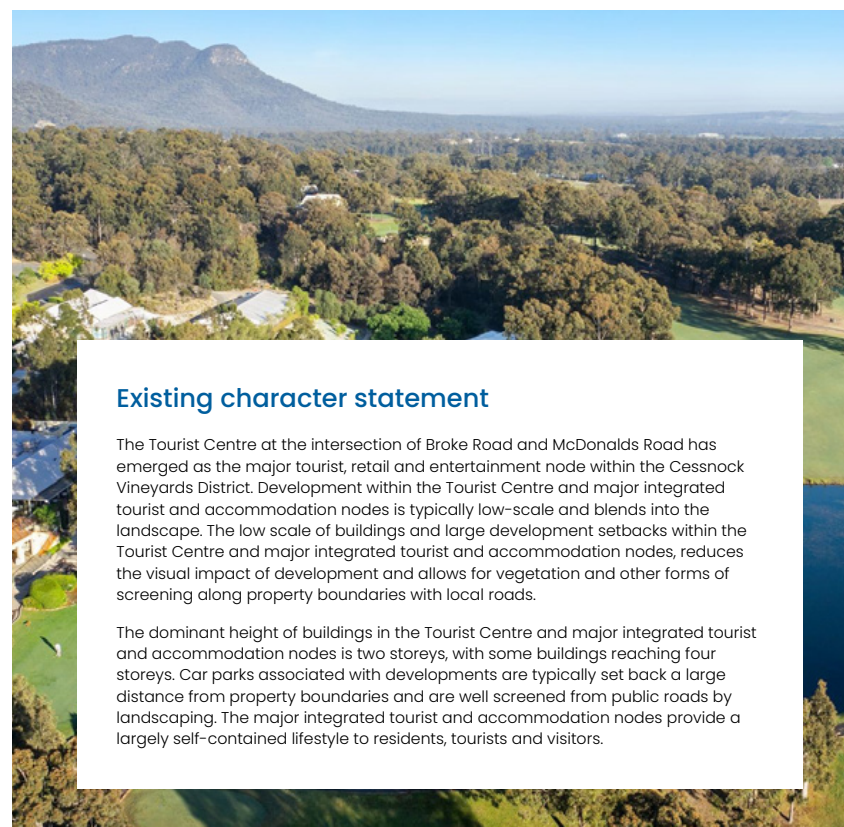 Existing character statement
The Tourist Centre at the intersection of Broke Road and McDonalds Road has
emerged as the major tourist, retail and entertainment node within the Cessnock
Vineyards District. Development within the Tourist Centre and major integrated
tourist and accommodation nodes is typically low-scale and blends into the
landscape. The low scale of buildings and large development setbacks within the
Tourist Centre and major integrated tourist and accommodation nodes, reduces
the visual impact of development and allows for vegetation and other forms of
screening along property boundaries with local roads.
The dominant height of buildings in the Tourist Centre and major integrated tourist
and accommodation nodes is two storeys, with some buildings reaching four
storeys. Car parks associated with developments are typically set back a large
distance from property boundaries and are well screened from public roads by
landscaping. The major integrated tourist and accommodation nodes provide a
largely self-contained lifestyle to residents, tourists and visitors.